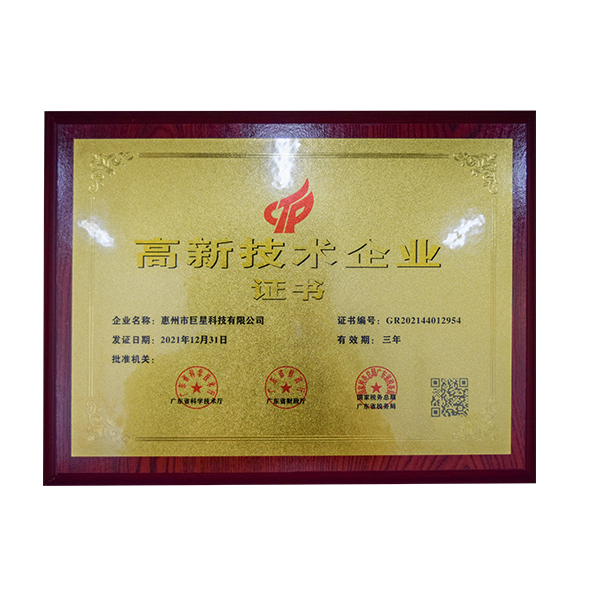 高新技术企业
证书
企业名称：惠州市巨星科技有限公司
证书编号：GR202144012954
发证日期：2021年12月31日
有效期：三年
批准机关：
广东省科学技术厅
广东省财政厅
国家税务总局
广东省税务局